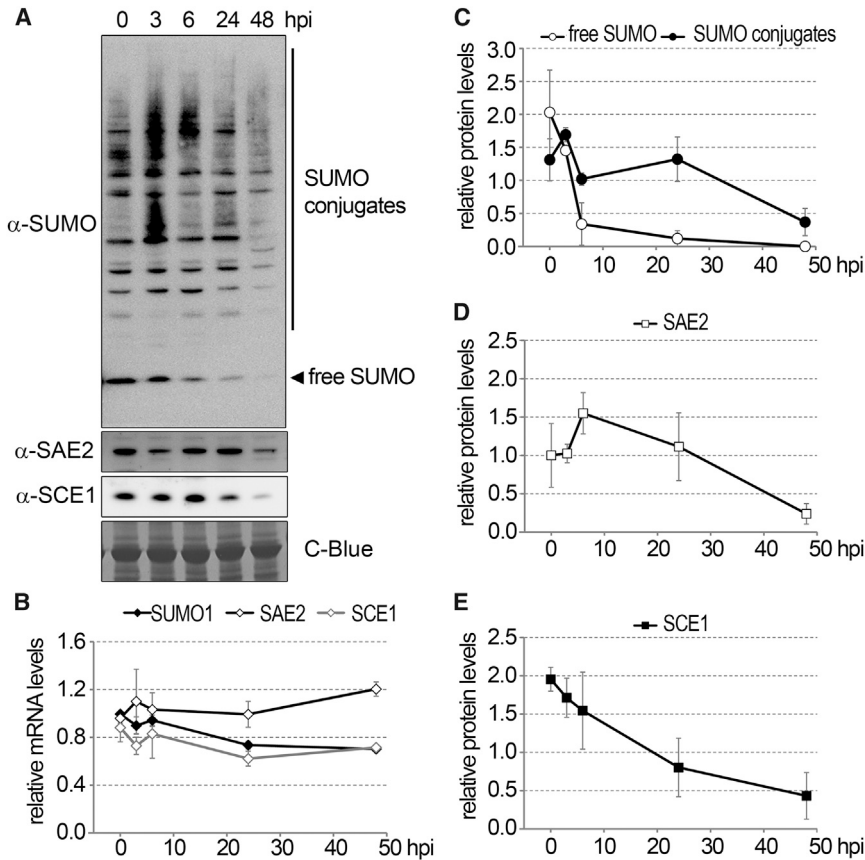 A
0 3 6 24 48 hpi
α-SUMO
SUMO
conjugates
free SUMO
α-SAE2
α-SCE1
C-Blue
B
SUMO1 SAE2 SCE1
relative mRNA levels
1.6
1.2
0.8
0.4
0.0
0 10 20 30 40 50 hpi
C
free SUMO SUMO conjugates
relative protein levels
3.0
2.5
2.0
1.5
1.0
0.5
0.0
0 10 20 30 40 50 hpi
D
SAE2
relative protein levels
2.5
2.0
1.5
1.0
0.5
0.0
0 10 20 30 40 50 hpi
E
SCE1
relative protein levels
2.5
2.0
1.5
1.0
0.5
0.0
0 10 20 30 40 50 hpi